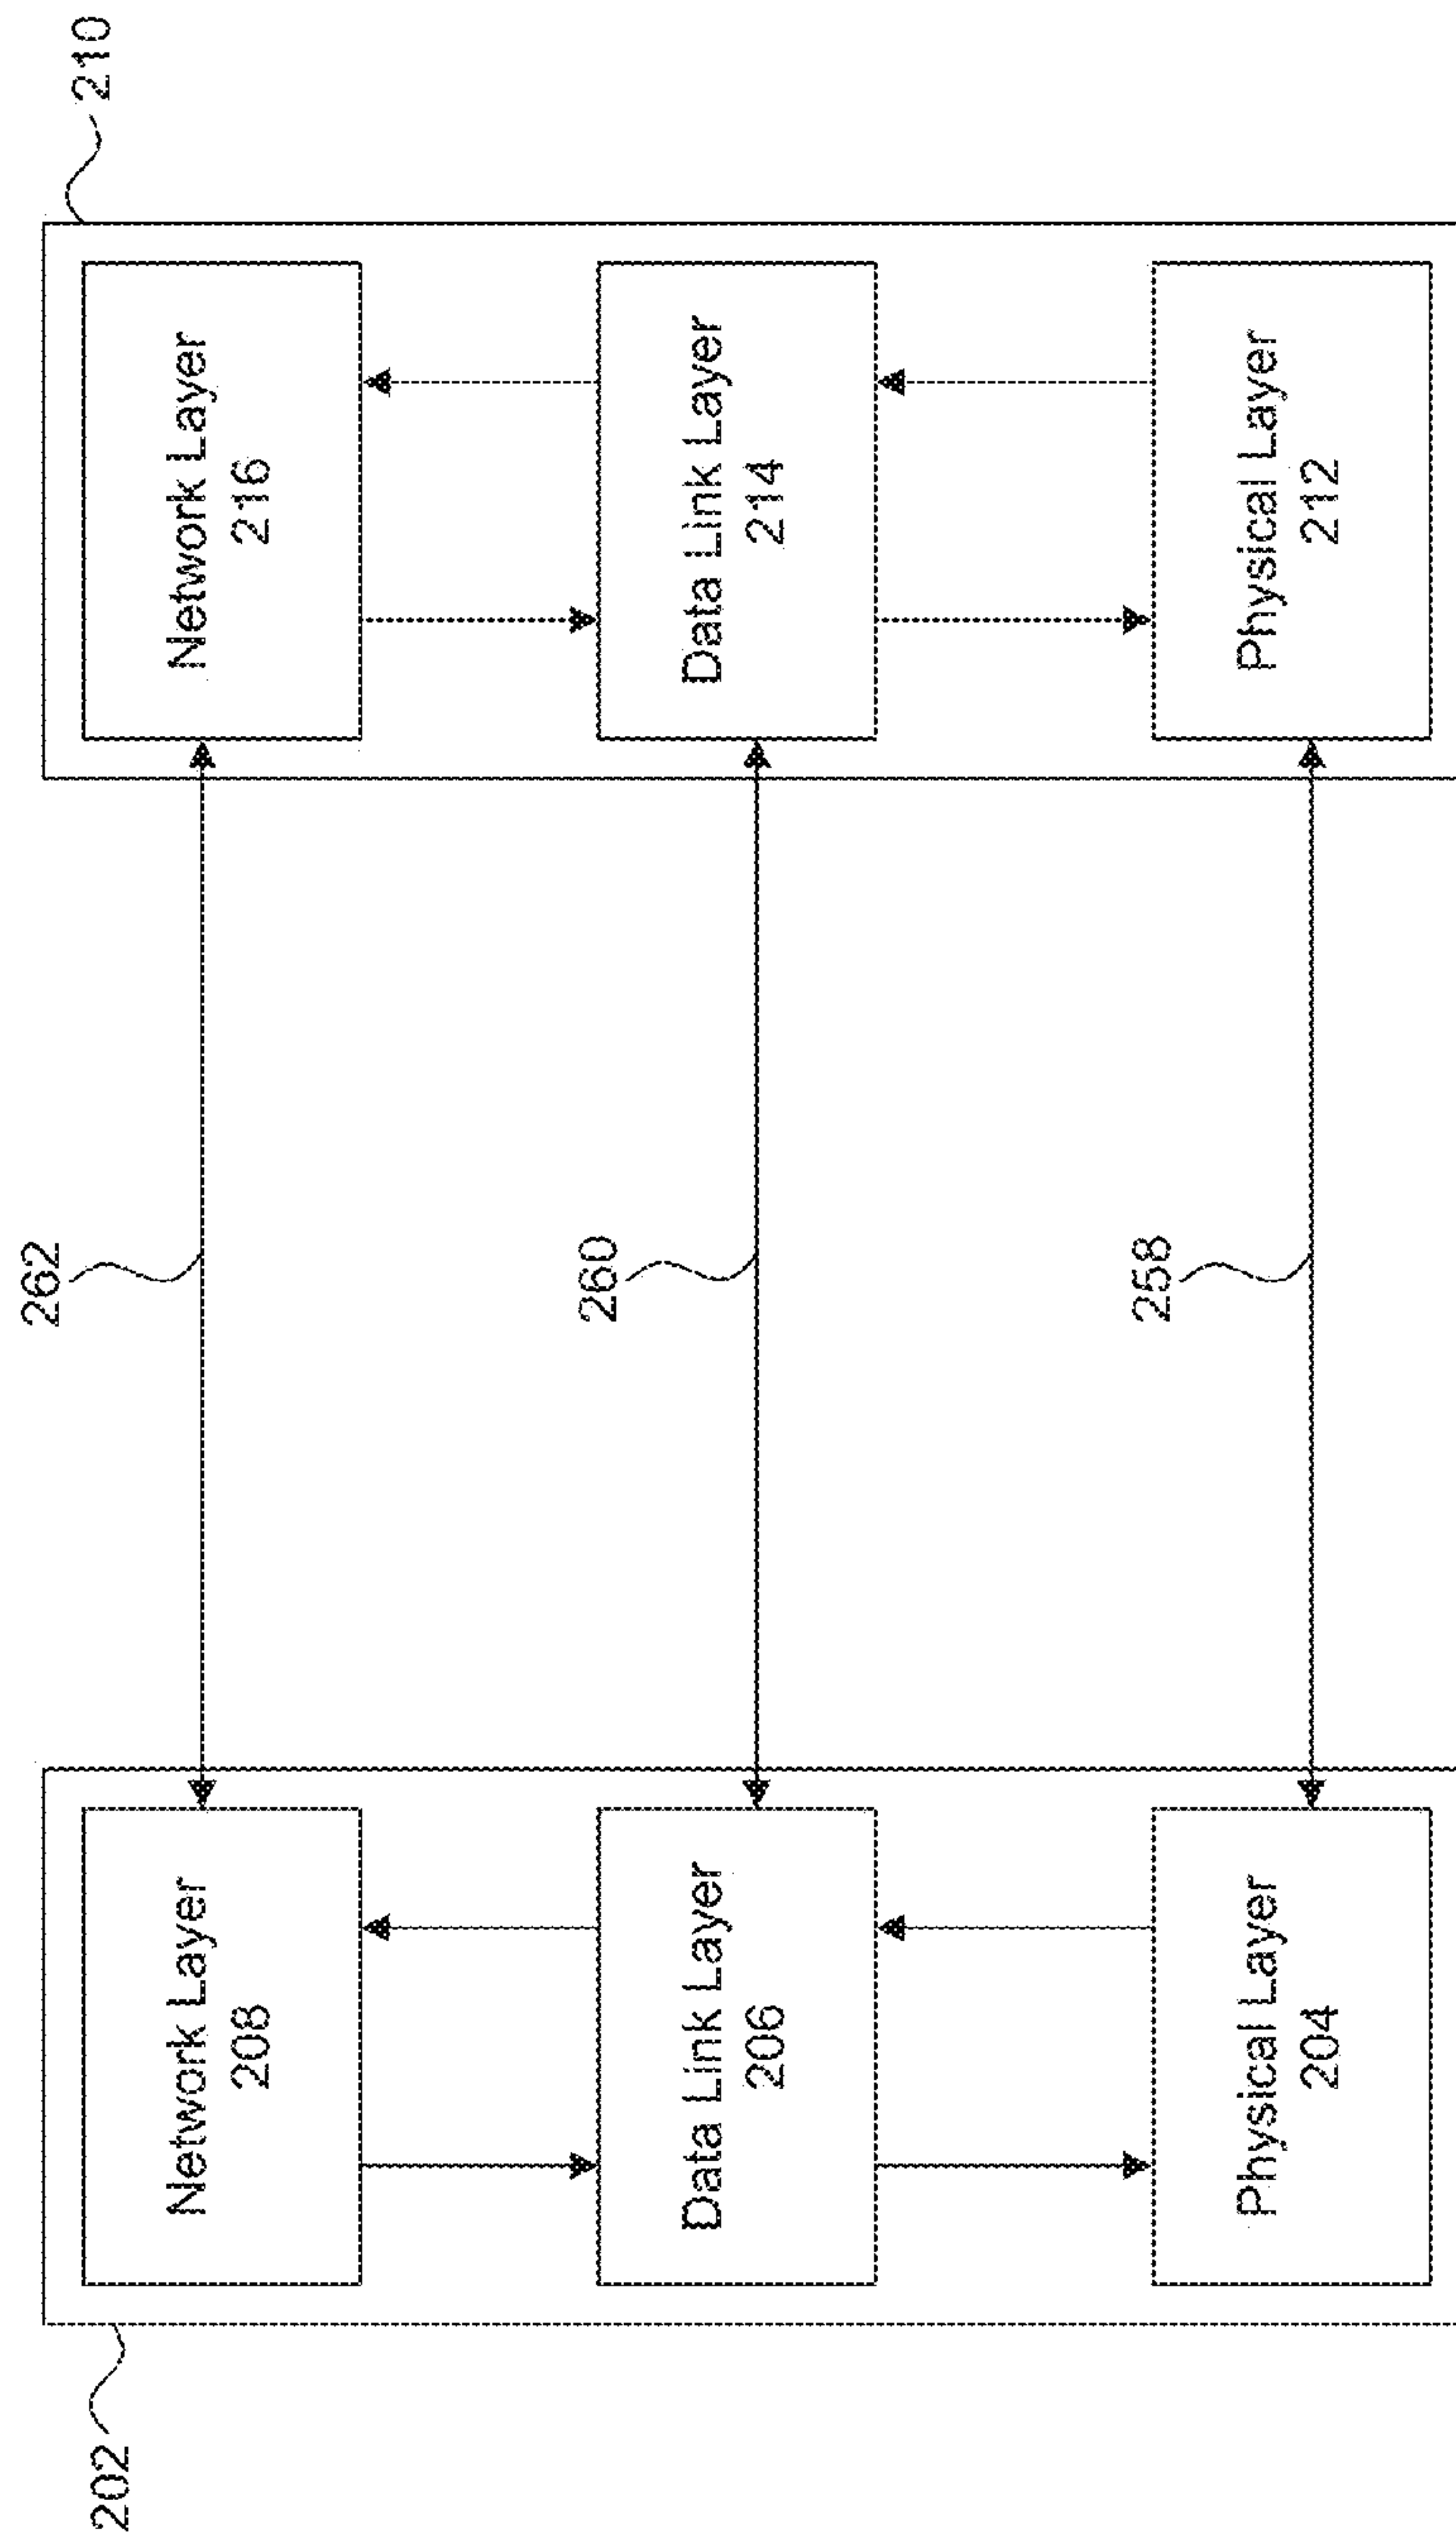 262
210
202
Network Layer
208
Network Layer
216
260
Data Link Layer
206
Data Link Layer
214
258
Physical Layer
204
Physical Layer
212